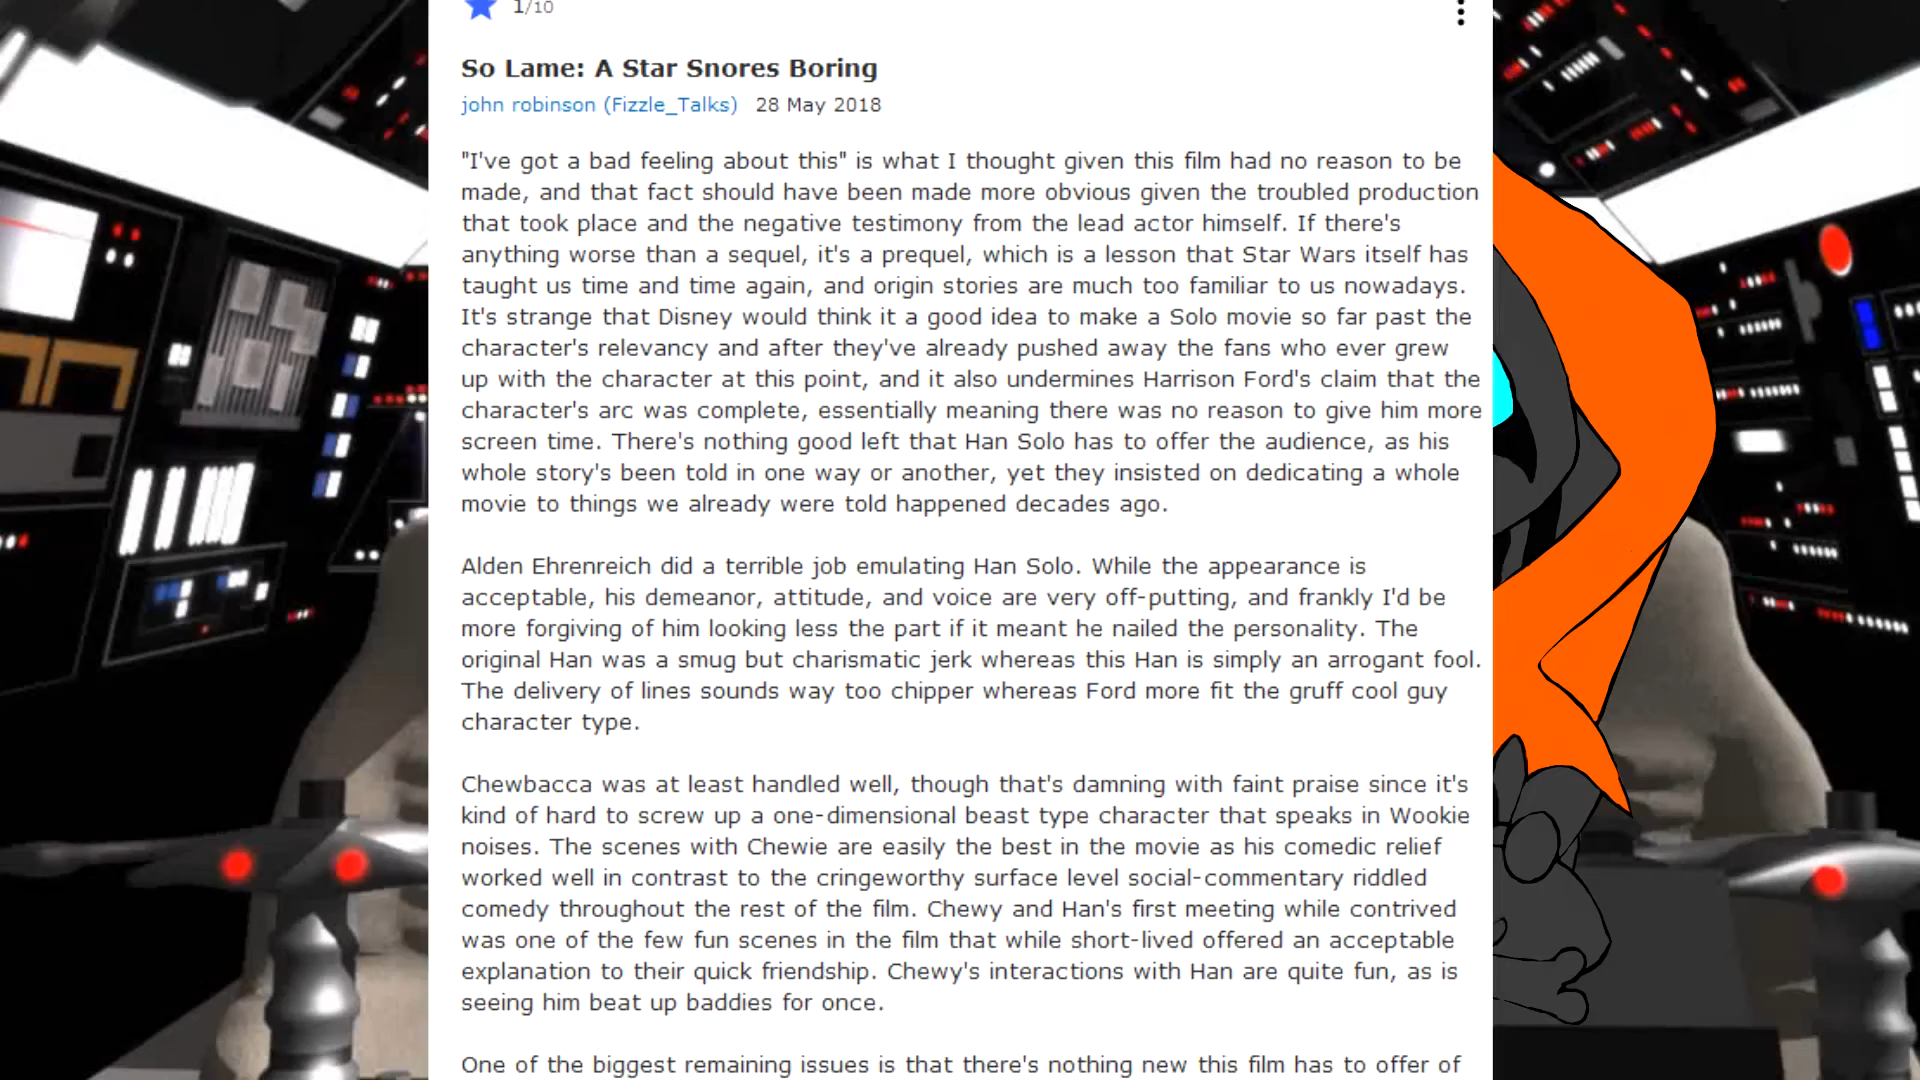 1/10
So Lame: A Star Snores Boring
john robinson (Fizzle_Talks) 28 May 2018
"I've got a bad feeling about this" is what I thought given this film had no reason to be
made, and that fact should have been made more obvious given the troubled production
that took place and the negative testimony from the lead actor himself. If there's
anything worse than a sequel, it's a prequel, which is a lesson that Star Wars itself has
taught us time and time again, and origin stories are much too familiar to us nowadays.
It's strange that Disney would think it a good idea to make a Solo movie so far past the
character's relevancy and after they've already pushed away the fans who ever grew
up with the character at this point, and it also undermines Harrison Ford's claim that the
character's arc was complete, essentially meaning there was no reason to give him more
screen time. There's nothing good left that Han Solo has to offer the audience, as his
whole story's been told in one way or another, yet they insisted on dedicating a whole
movie to things we already were told happened decades ago.
Alden Ehrenreich did a terrible job emulating Han Solo. While the appearance is
acceptable, his demeanor, attitude, and voice are very off-putting, and frankly I'd be
more forgiving of him looking less the part if it meant he nailed the personality. The
original Han was a smug but charismatic jerk whereas this Han is simply an arrogant fool.
The delivery of lines sounds way too chipper whereas Ford more fit the gruff cool guy
character type.
Chewbacca was at least handled well, though that's damning with faint praise since it's
kind of hard to screw up a one-dimensional beast type character that speaks in Wookie
noises. The scenes with Chewie are easily the best in the movie as his comedic relief
worked well in contrast to the cringeworthy surface level social-commentary riddled
comedy throughout the rest of the film. Chewy and Han's first meeting while contrived
was one of the few fun scenes in the film that while short-lived offered an acceptable
explanation to their quick friendship. Chewy's interactions with Han are quite fun, as is
seeing him beat up baddies for once.
One of the biggest remaining issues is that there's nothing new this film has to offer of